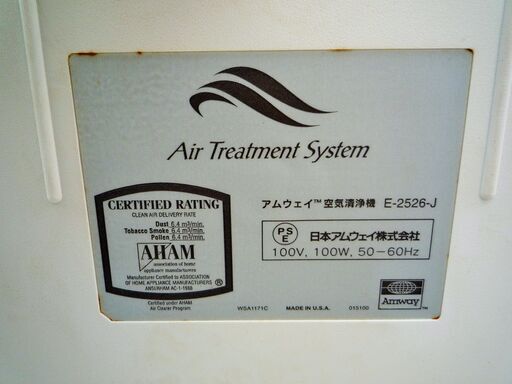 Air Treatment System
CERTIFIED RATING
CLEAN AIR DELIVERY RATE
Dust 6.4 m³/min.
Tobacco Smoke 6.4 m³/min.
Pollen 6.4 m³/min.
AHAM
association of home
appliance manufacturers
Manufacturer Certified to ASSOCIATION
OF HOME APPLIANCE MANUFACTURERS
ANSI/AHAM AC-1-1988
®
Certified under AHAM
Air Cleaner Program
アムウェイ™空気清浄機 E-2526-J
PS
E
日本アムウェイ株式会社
100V, 100W, 50–60Hz
WSA1171C MADE IN U.S.A. 015100
Amway™